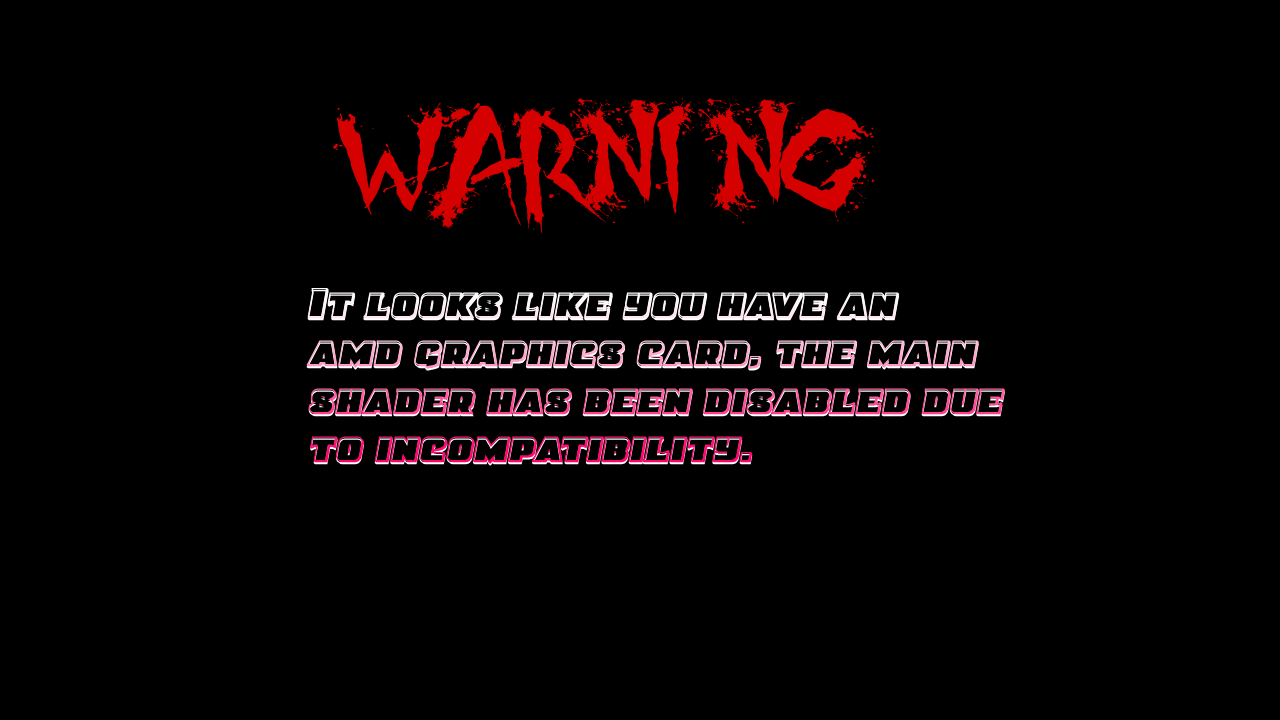 WARNING
It looks like you have an
AMD graphics card, the main
shader has been disabled due
to incompatibility.